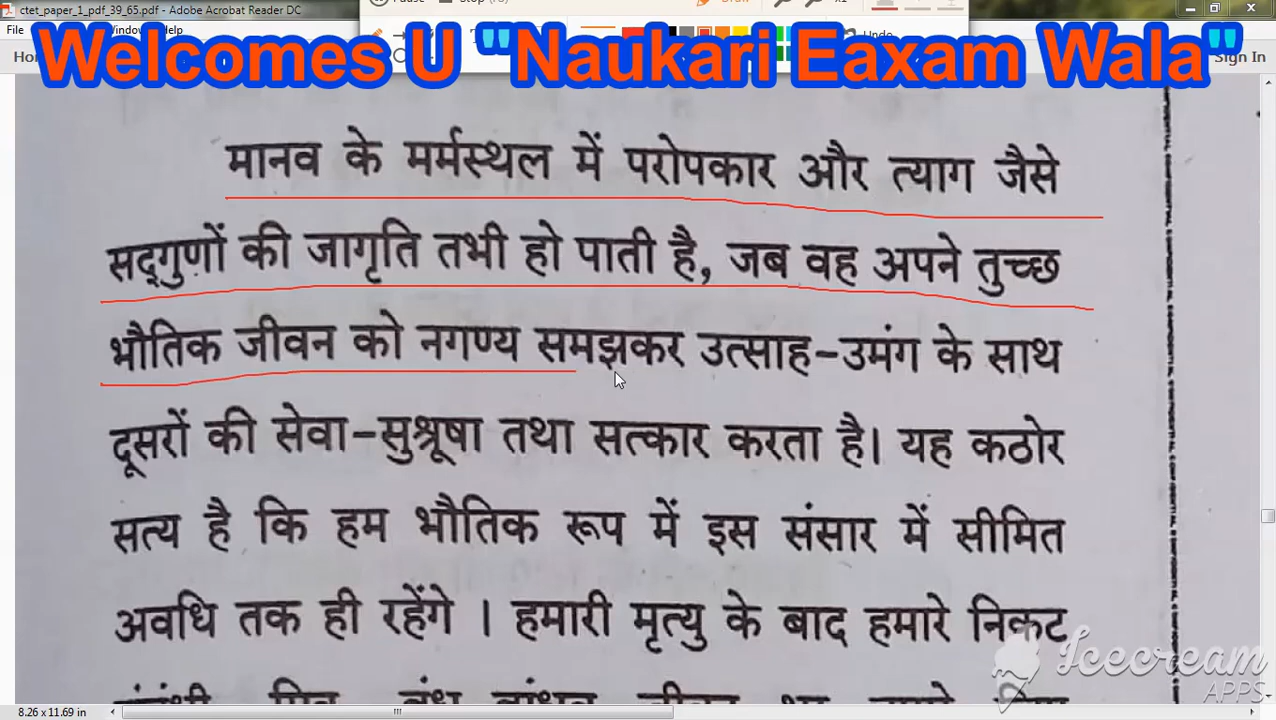 ctet_paper_1_pdf_39_65.pdf - Adobe Acrobat Reader DC
File
Help
Undo
Sign In
Welcomes U "Naukari Eaxam Wala"
मानव के मर्मस्थल में परोपकार और त्याग जैसे
सद्‌गुणों की जागृति तभी हो पाती है, जब वह अपने तुच्छ
भौतिक जीवन को नगण्य समझकर उत्साह-उमंग के साथ
दूसरों की सेवा-सुश्रूषा तथा सत्कार करता है। यह कठोर
सत्य है कि हम भौतिक रूप में इस संसार में सीमित
अवधि तक ही रहेंगे । हमारी मृत्यु के बाद हमारे निकट
Icecream
APPS
8.26 x 11.69 in